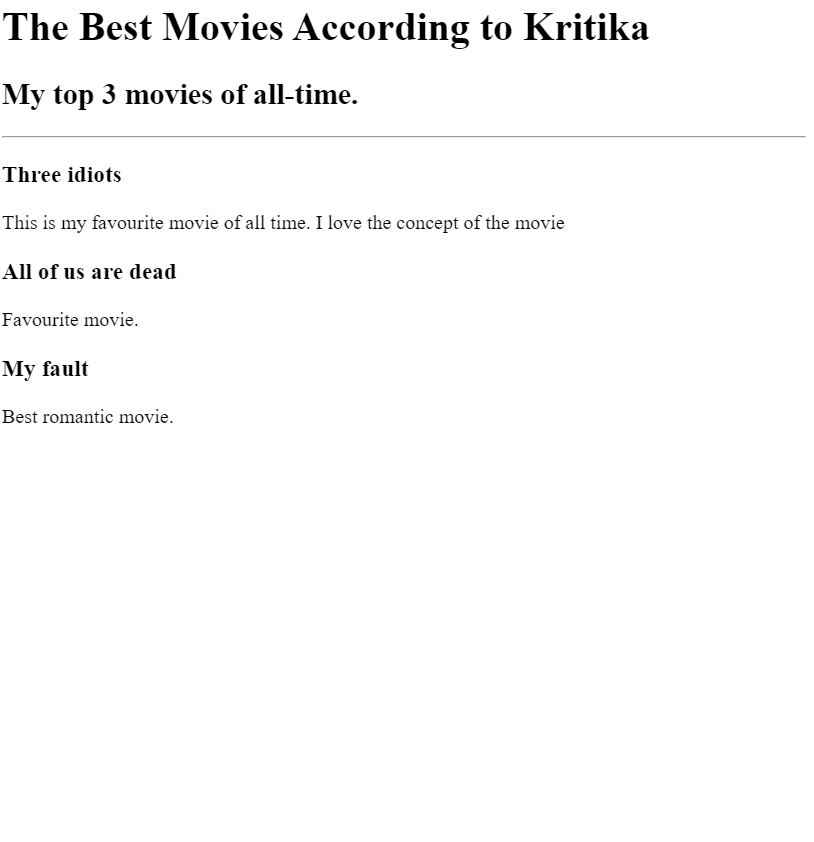 The Best Movies According to Kritika
My top 3 movies of all-time.
Three idiots
This is my favourite movie of all time. I love the concept of the movie
All of us are dead
Favourite movie.
My fault
Best romantic movie.